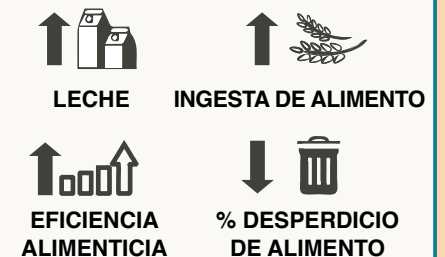 LECHE
INGESTA DE ALIMENTO
EFICIENCIA
ALIMENTICIA
% DESPERDICIO
DE ALIMENTO